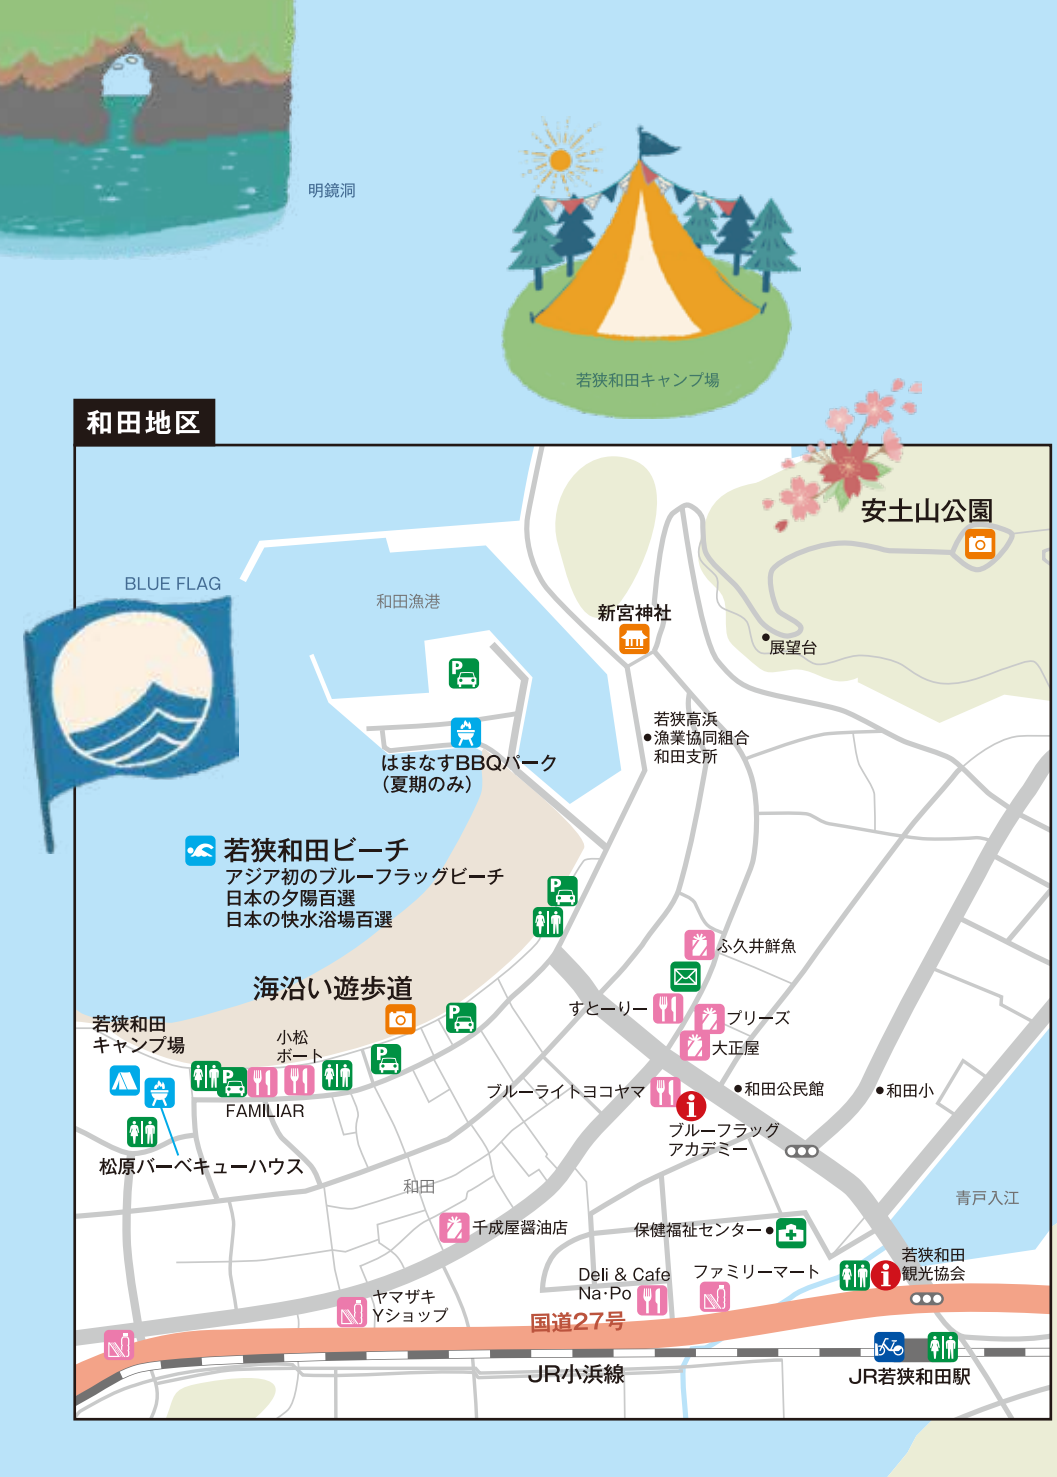 明鏡洞
若狭和田キャンプ場
和田地区
安土山公園
BLUE FLAG
和田漁港
新宮神社
展望台
P
若狭高浜
漁業協同組合
和田支所
はまなすBBQパーク
(夏期のみ)
若狭和田ビーチ
アジア初のブルーフラッグビーチ
日本の夕陽百選
日本の快水浴場百選
P
ふ久井鮮魚
海沿い遊歩道
すとーりー
プリーズ
P
若狭和田
キャンプ場
小松
ボート
P
大正屋
P
FAMILIAR
ブルーライトヨコヤマ
i
和田公民館
和田小
ブルーフラッグ
アカデミー
松原バーベキューハウス
和田
青戸入江
千成屋醤油店
保健福祉センター
若狭和田
観光協会
i
Deli & Cafe
Na・Po
ファミリーマート
ヤマザキ
Yショップ
国道27号
JR小浜線
JR若狭和田駅